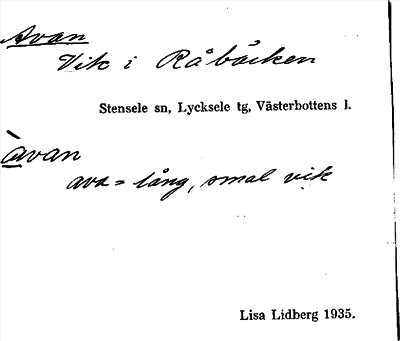 Avan
Vik i Råbäcken
Stensele sn, Lycksele tg, Västerbottens l.
àvan
ava = lång, smal vik
Lisa Lidberg 1935.